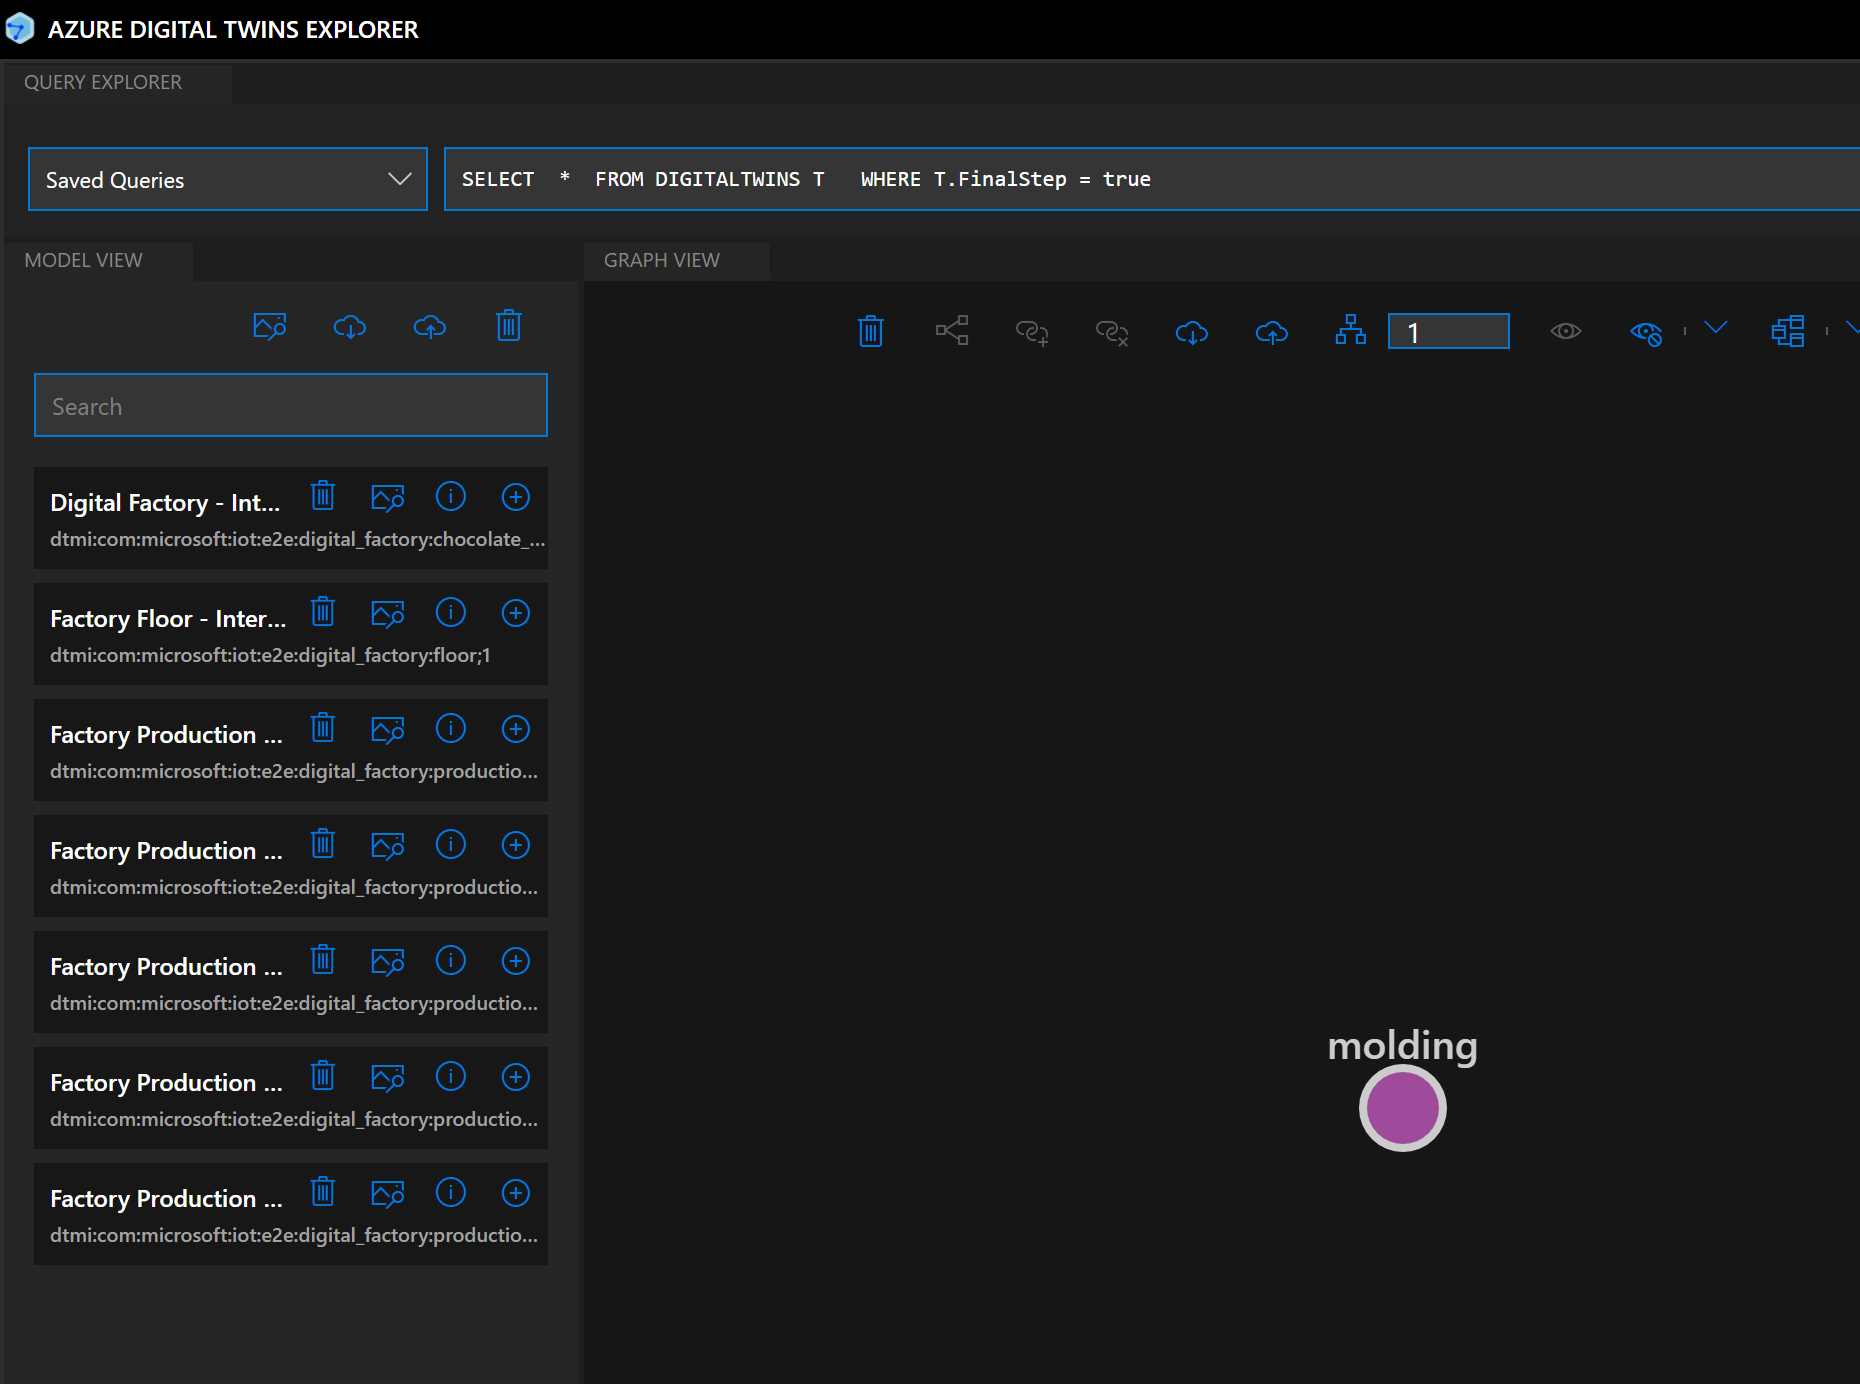 AZURE DIGITAL TWINS EXPLORER
QUERY EXPLORER
Saved Queries
SELECT * FROM DIGITALTWINS T WHERE T.FinalStep = true
MODEL VIEW
GRAPH VIEW
1
Search
Digital Factory - Int...
dtmi:com:microsoft:iot:e2e:digital_factory:chocolate_...
Factory Floor - Inter...
dtmi:com:microsoft:iot:e2e:digital_factory:floor;1
Factory Production ...
dtmi:com:microsoft:iot:e2e:digital_factory:productio...
Factory Production ...
dtmi:com:microsoft:iot:e2e:digital_factory:productio...
Factory Production ...
dtmi:com:microsoft:iot:e2e:digital_factory:productio...
Factory Production ...
dtmi:com:microsoft:iot:e2e:digital_factory:productio...
Factory Production ...
dtmi:com:microsoft:iot:e2e:digital_factory:productio...
molding